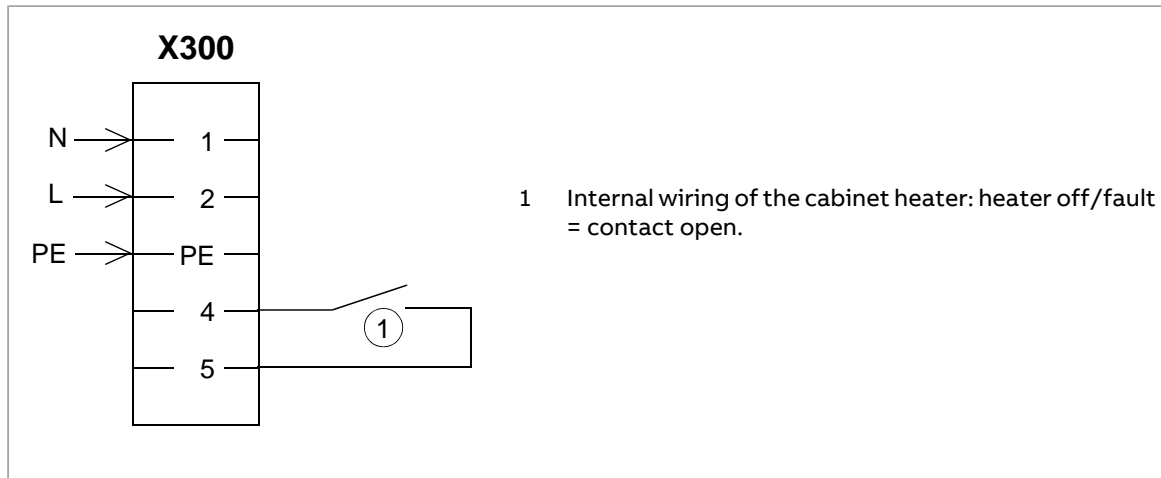 X300
N 1
L 2
PE PE
4
1
5
1 Internal wiring of the cabinet heater: heater off/fault
= contact open.